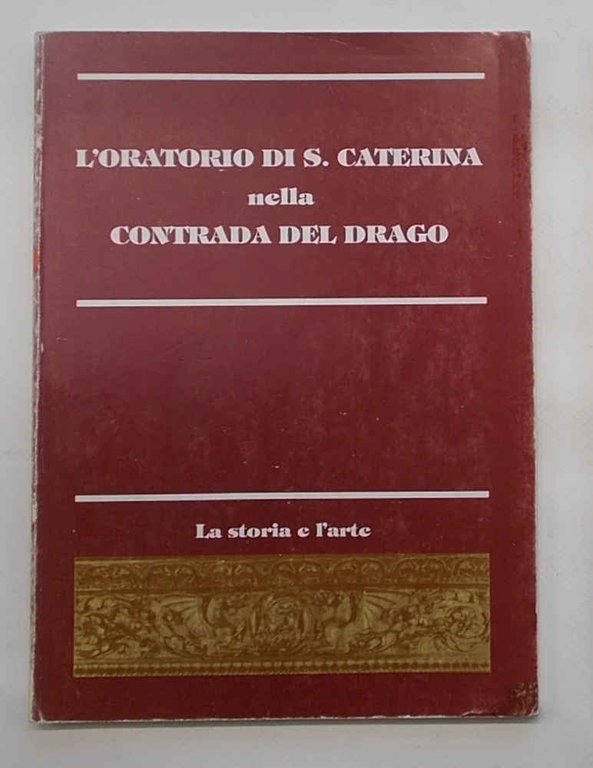 L'ORATORIO DI S. CATERINA
nella
CONTRADA DEL DRAGO
La storia e l'arte